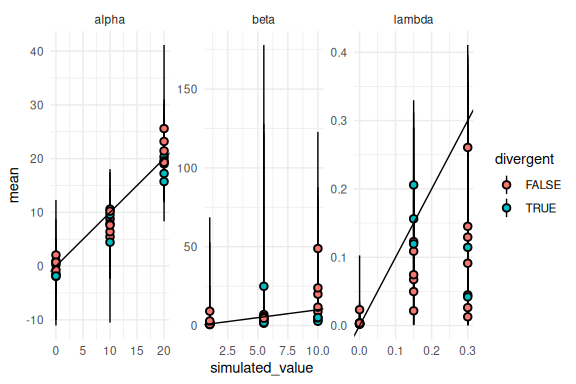 alpha beta lambda
40
30
20
10
0
-10
150
100
50
0
0.4
0.3
0.2
0.1
0.0
0 5 10 15 20
2.5 5.0 7.5 10.0
0.0 0.1 0.2 0.3
mean
simulated_value
divergent
FALSE
TRUE